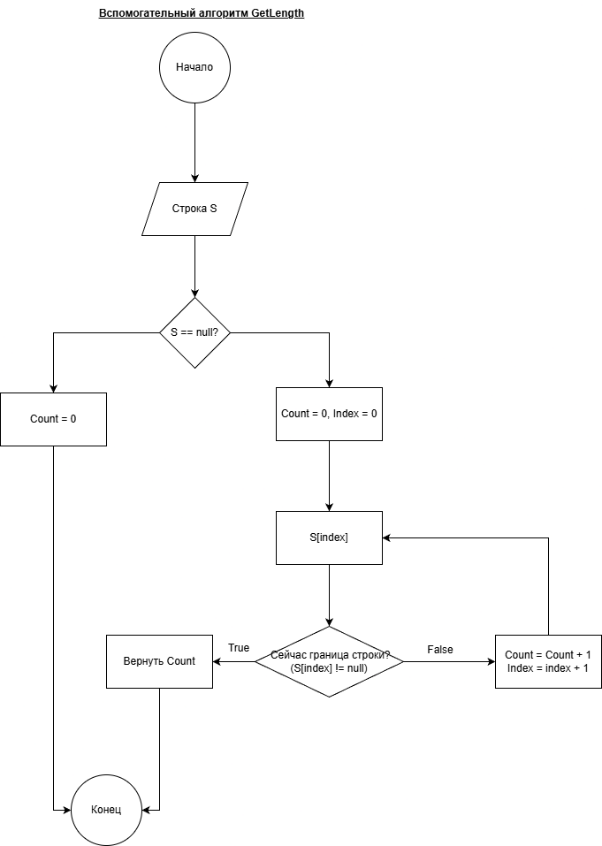 Вспомогательный алгоритм GetLength
Начало
Строка S
S == null?
Count = 0
Count = 0, Index = 0
S[index]
Сейчас граница строки?
(S[index] != null)
True
False
Вернуть Count
Count = Count + 1
Index = index + 1
Конец